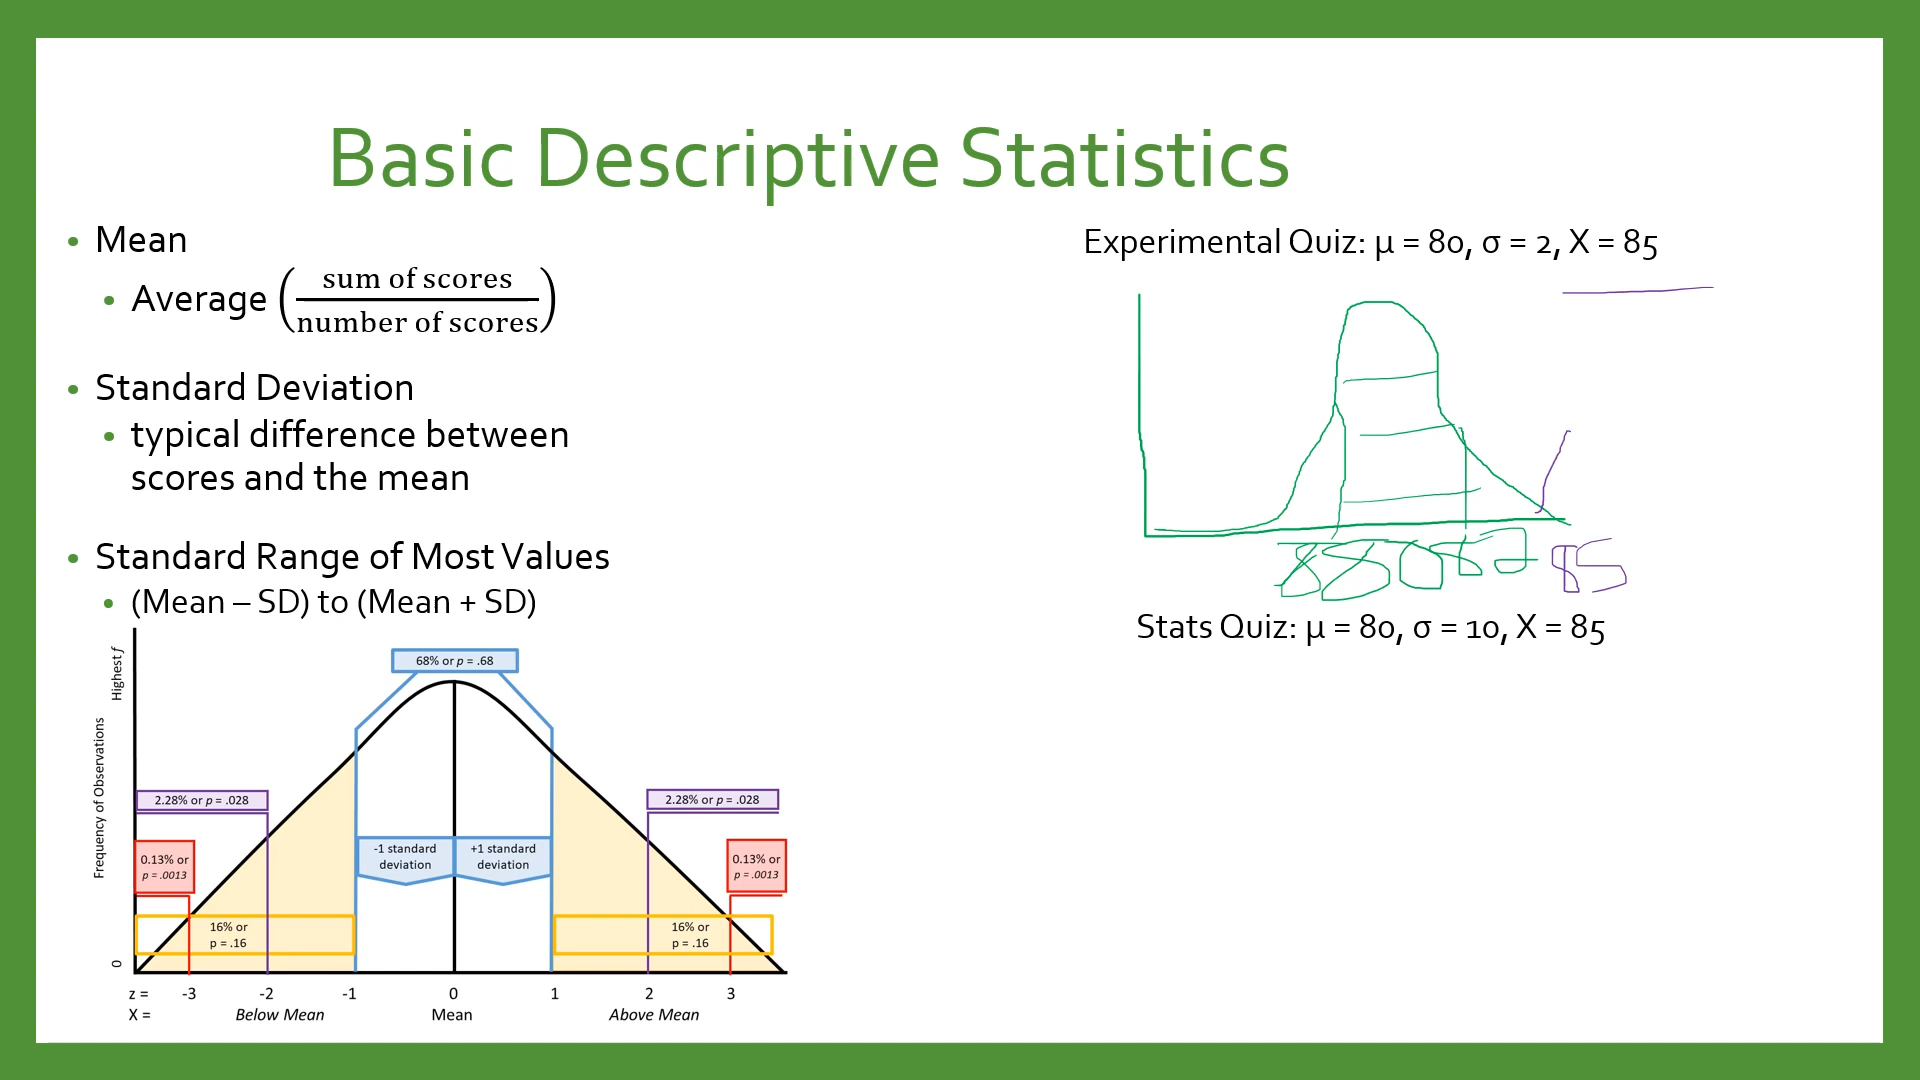 Basic Descriptive Statistics
• Mean
• Average (sum of scores / number of scores)
• Standard Deviation
• typical difference between
scores and the mean
• Standard Range of Most Values
• (Mean – SD) to (Mean + SD)
Highest f
Frequency of Observations
0
68% or p = .68
2.28% or p = .028
2.28% or p = .028
0.13% or
p = .0013
0.13% or
p = .0013
-1 standard
deviation
+1 standard
deviation
16% or
p = .16
16% or
p = .16
z = -3 -2 -1 0 1 2 3
X = Below Mean Mean Above Mean
Experimental Quiz: µ = 80, σ = 2, X = 85
80 82 85
Stats Quiz: µ = 80, σ = 10, X = 85